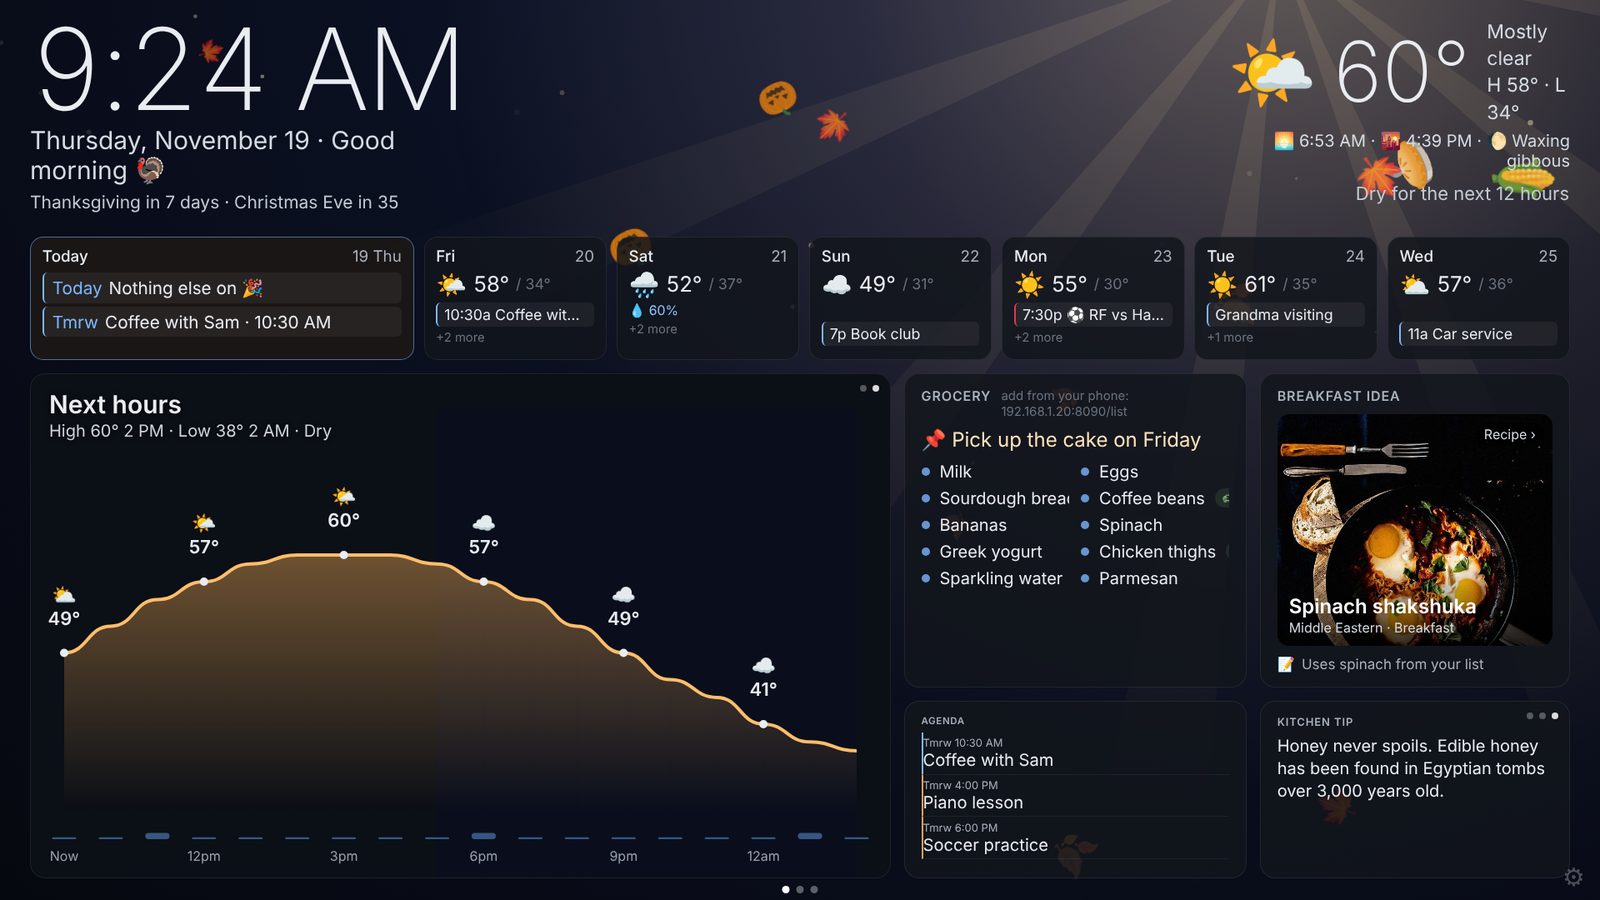 9:24 AM
Thursday, November 19 · Good
morning
Thanksgiving in 7 days · Christmas Eve in 35
60°
Mostly
clear
H 58° · L
34°
6:53 AM · 4:39 PM · Waxing
gibbous
Dry for the next 12 hours
Today 19 Thu
Today Nothing else on
Tmrw Coffee with Sam · 10:30 AM
Fri 20
58° / 34°
10:30a Coffee wit...
+2 more
Sat 21
52° / 37°
60%
+2 more
Sun 22
49° / 31°
7p Book club
Mon 23
55° / 30°
7:30p ⚽ RF vs Ha...
+2 more
Tue 24
61° / 35°
Grandma visiting
+1 more
Wed 25
57° / 36°
11a Car service
Next hours
High 60° 2 PM · Low 38° 2 AM · Dry
49°
57°
60°
57°
49°
41°
Now 12pm 3pm 6pm 9pm 12am
GROCERY add from your phone:
192.168.1.20:8090/list
📌 Pick up the cake on Friday
Milk
Eggs
Sourdough brea
Coffee beans
Bananas
Spinach
Greek yogurt
Chicken thighs
Sparkling water
Parmesan
BREAKFAST IDEA
Recipe ›
Spinach shakshuka
Middle Eastern · Breakfast
Uses spinach from your list
AGENDA
Tmrw 10:30 AM
Coffee with Sam
Tmrw 4:00 PM
Piano lesson
Tmrw 6:00 PM
Soccer practice
KITCHEN TIP
Honey never spoils. Edible honey
has been found in Egyptian tombs
over 3,000 years old.